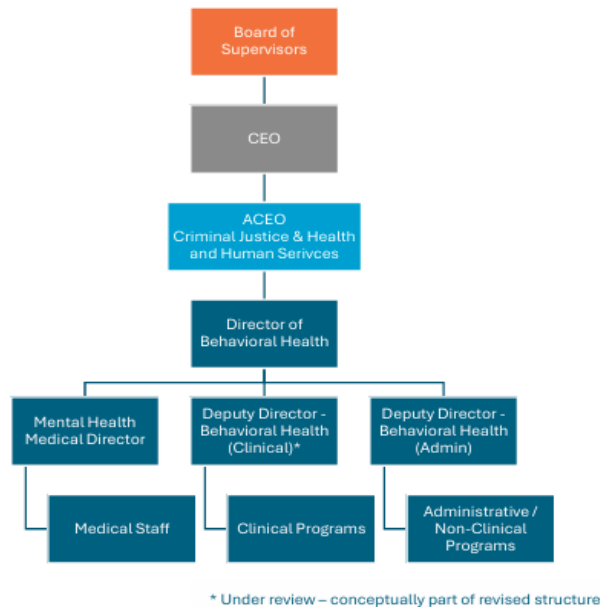 Board of
Supervisors
CEO
ACEO
Criminal Justice & Health
and Human Serivces
Director of
Behavioral Health
Mental Health
Medical Director
Deputy Director -
Behavioral Health
(Clinical)*
Deputy Director -
Behavioral Health
(Admin)
Medical Staff
Clinical Programs
Administrative /
Non-Clinical
Programs
* Under review – conceptually part of revised structure